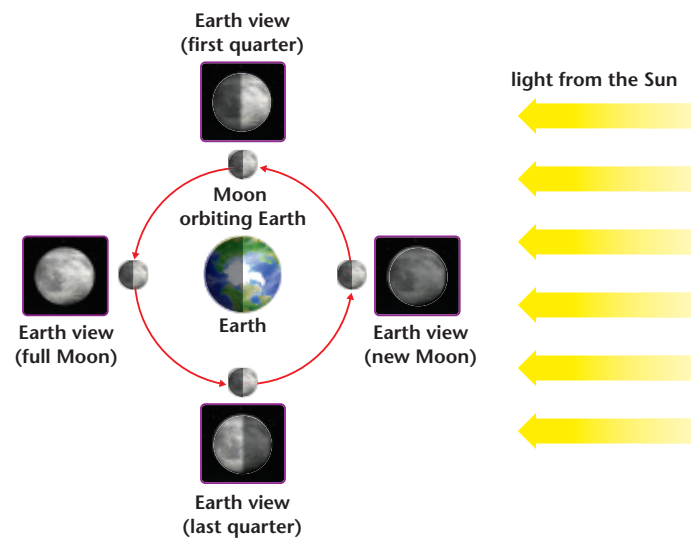 Earth view
(first quarter)
light from the Sun
Moon
orbiting Earth
Earth
Earth view
(full Moon)
Earth view
(new Moon)
Earth view
(last quarter)